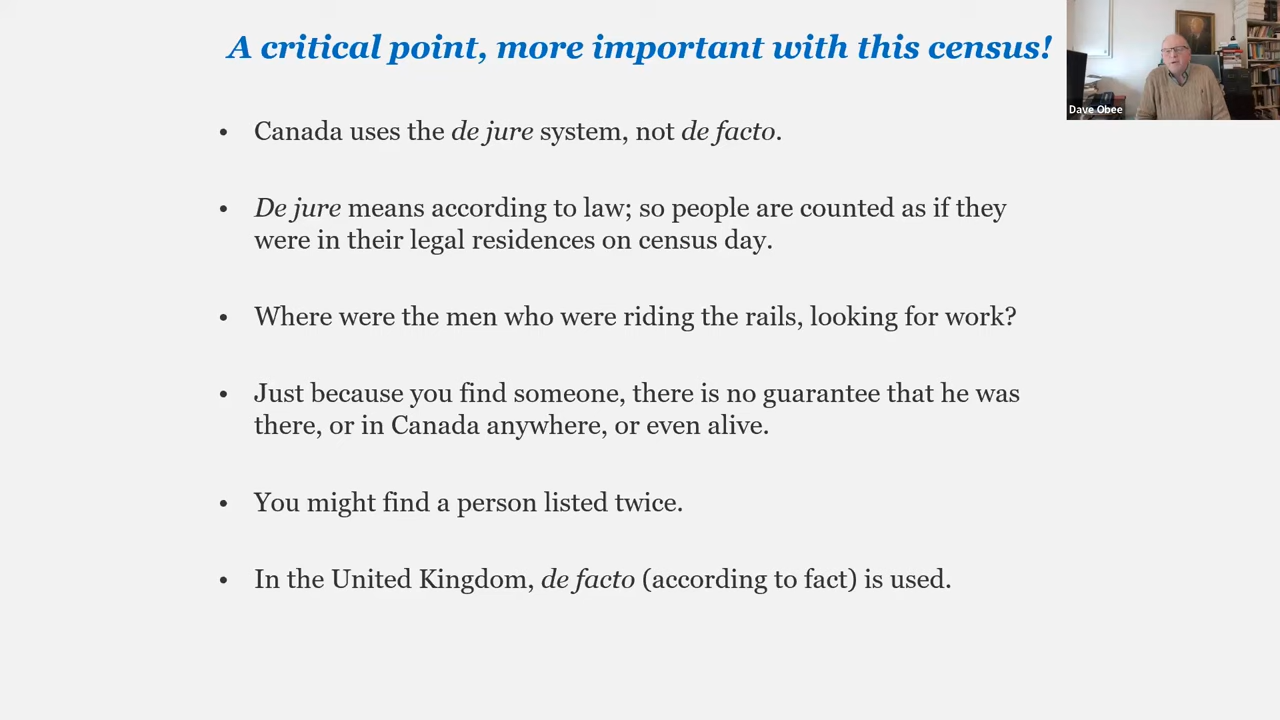 A critical point, more important with this census!
Dave Obee
• Canada uses the de jure system, not de facto.
• De jure means according to law; so people are counted as if they
were in their legal residences on census day.
• Where were the men who were riding the rails, looking for work?
• Just because you find someone, there is no guarantee that he was
there, or in Canada anywhere, or even alive.
• You might find a person listed twice.
• In the United Kingdom, de facto (according to fact) is used.